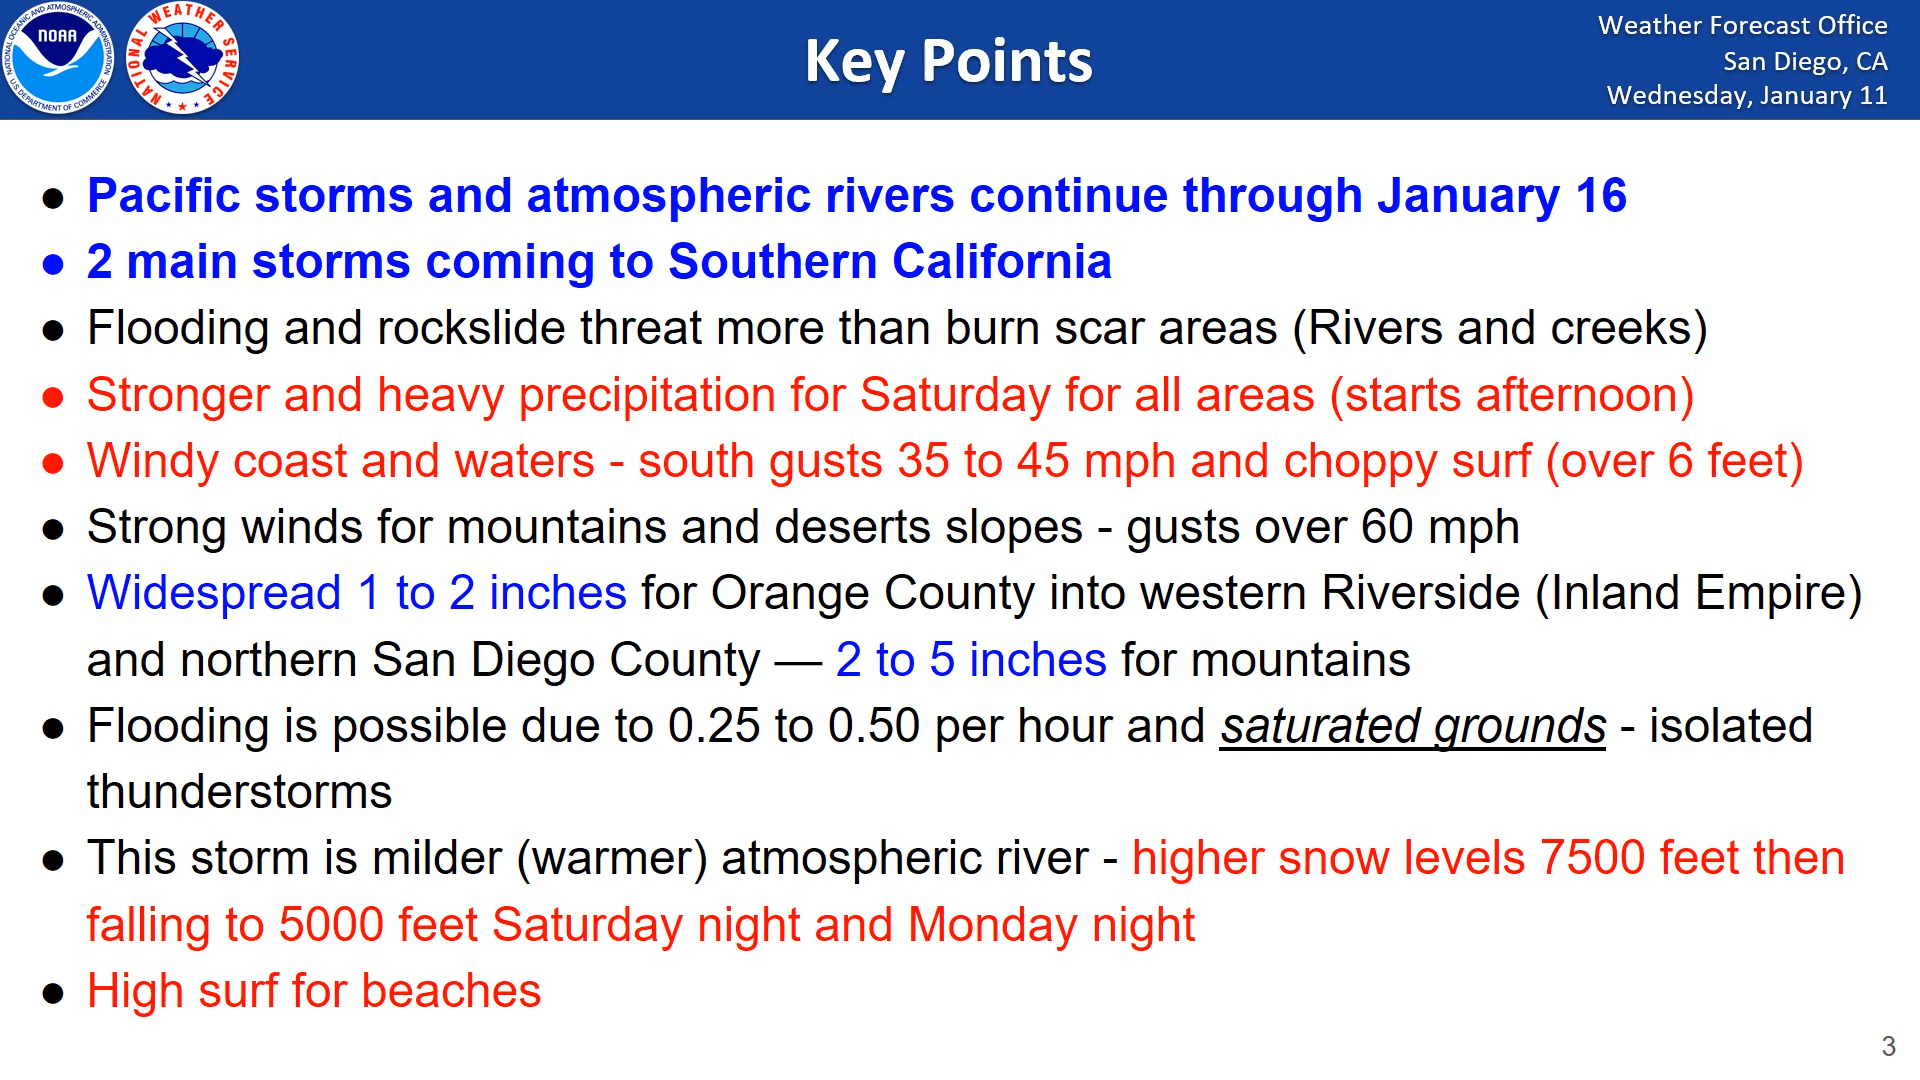 NATIONAL OCEANIC AND ATMOSPHERIC ADMINISTRATION
NOAA
U.S. DEPARTMENT OF COMMERCE
NATIONAL WEATHER SERVICE
Key Points
Weather Forecast Office
San Diego, CA
Wednesday, January 11
● Pacific storms and atmospheric rivers continue through January 16
● 2 main storms coming to Southern California
● Flooding and rockslide threat more than burn scar areas (Rivers and creeks)
● Stronger and heavy precipitation for Saturday for all areas (starts afternoon)
● Windy coast and waters - south gusts 35 to 45 mph and choppy surf (over 6 feet)
● Strong winds for mountains and deserts slopes - gusts over 60 mph
● Widespread 1 to 2 inches for Orange County into western Riverside (Inland Empire)
and northern San Diego County — 2 to 5 inches for mountains
● Flooding is possible due to 0.25 to 0.50 per hour and saturated grounds - isolated
thunderstorms
● This storm is milder (warmer) atmospheric river - higher snow levels 7500 feet then
falling to 5000 feet Saturday night and Monday night
● High surf for beaches
3